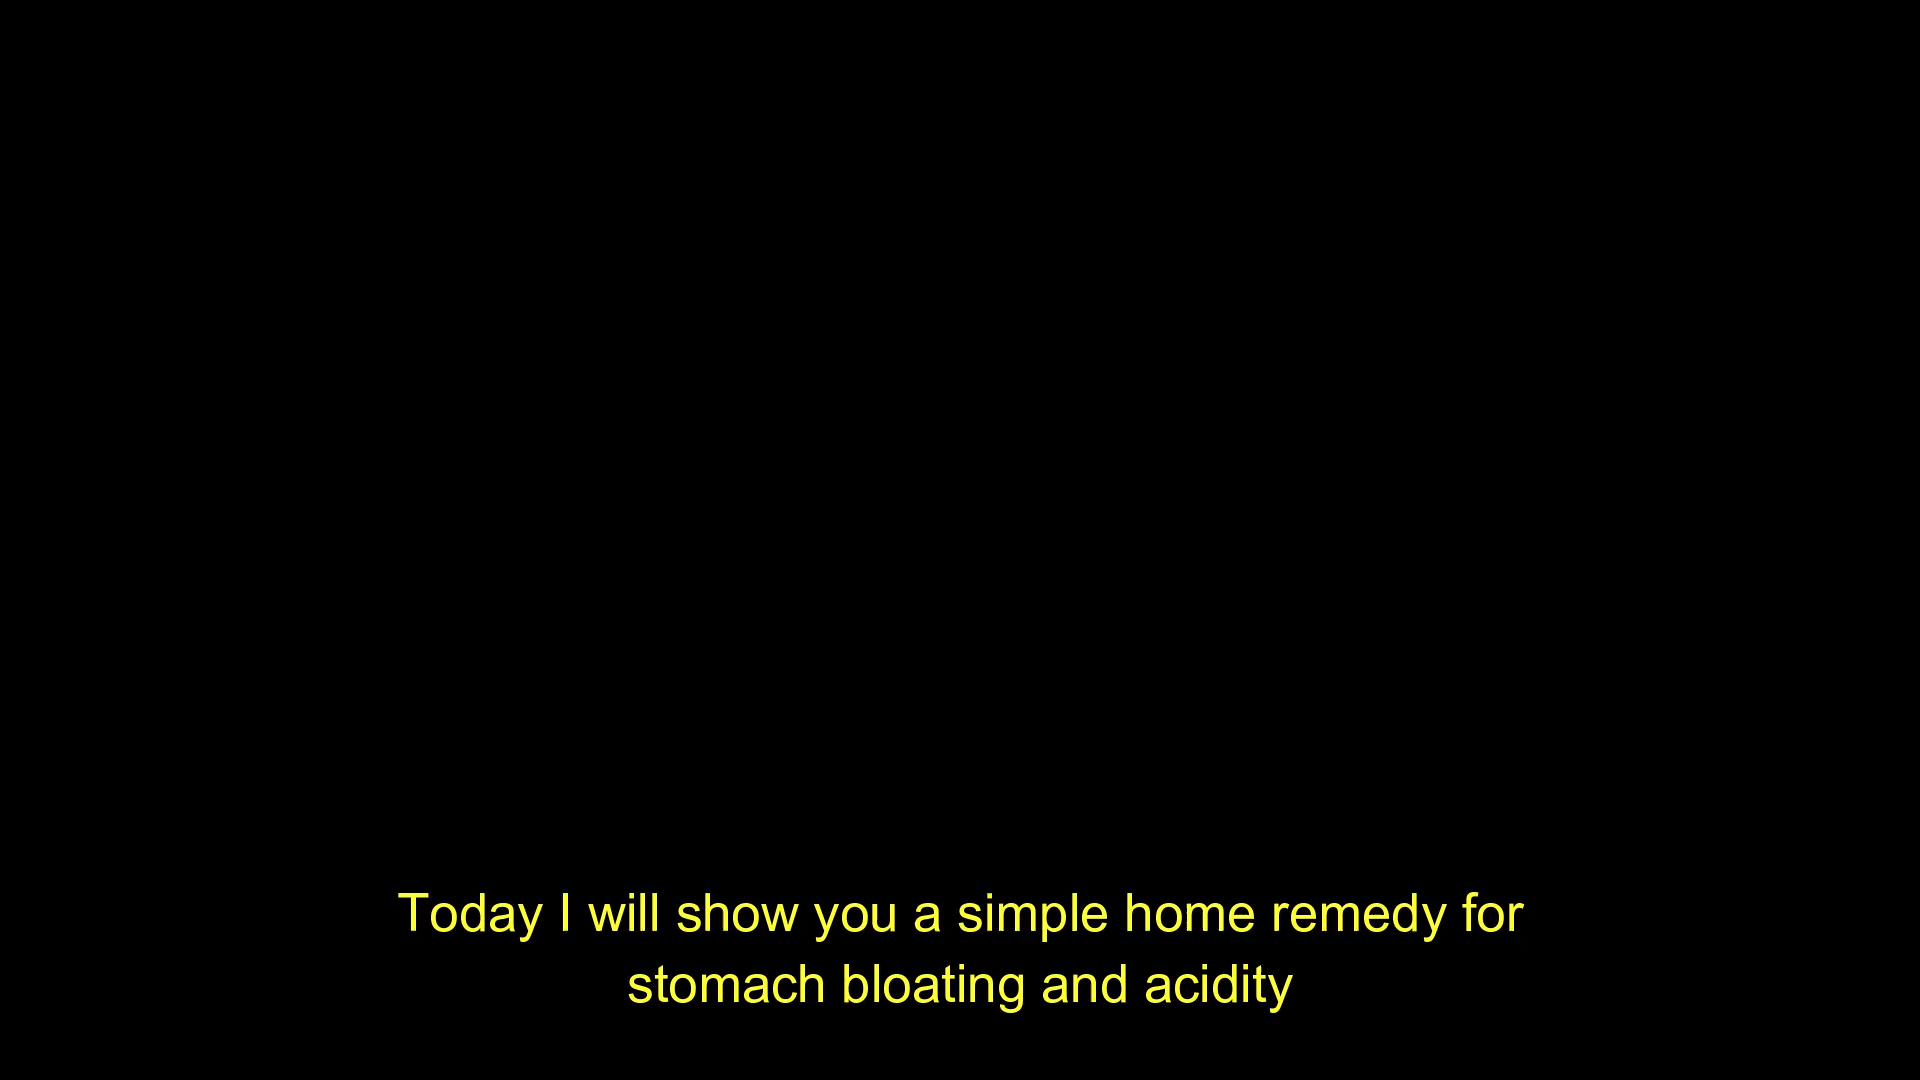 Today I will show you a simple home remedy for
stomach bloating and acidity